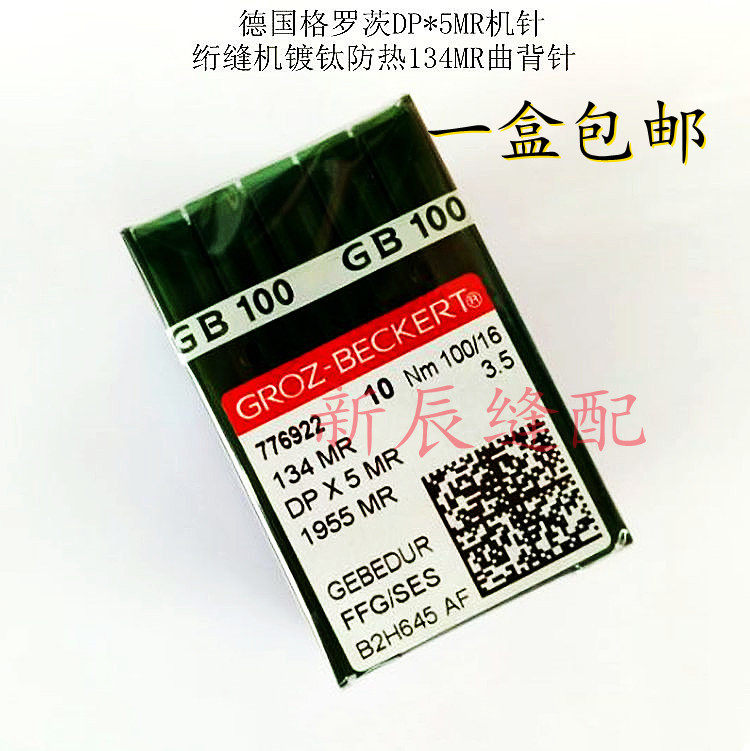 德国格罗茨DP*5MR机针
绗缝机镀钛防热134MR曲背针
一盒包邮
GB 100
GB 100
GROZ-BECKERT®
776922 10 Nm 100/16
134 MR 3.5
DP X 5 MR
1955 MR
新辰缝配
GEBEDUR
FFG/SES
B2H645 AF